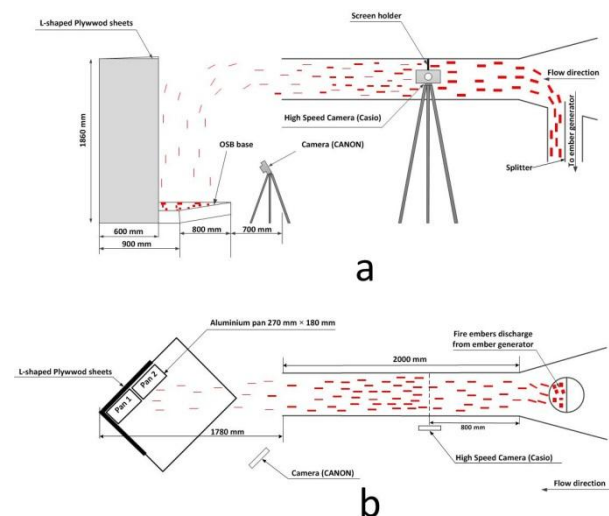 L-shaped Plywwod sheets
Screen holder
Flow direction
High Speed Camera (Casio)
Camera (CANON)
OSB base
Splitter
To ember generator
1860 mm
600 mm
900 mm
800 mm
700 mm
a
Aluminium pan 270 mm × 180 mm
L-shaped Plywwod sheets
Pan 1
Pan 2
2000 mm
Fire embers discharge
from ember generator
1780 mm
800 mm
High Speed Camera (Casio)
Camera (CANON)
Flow direction
b